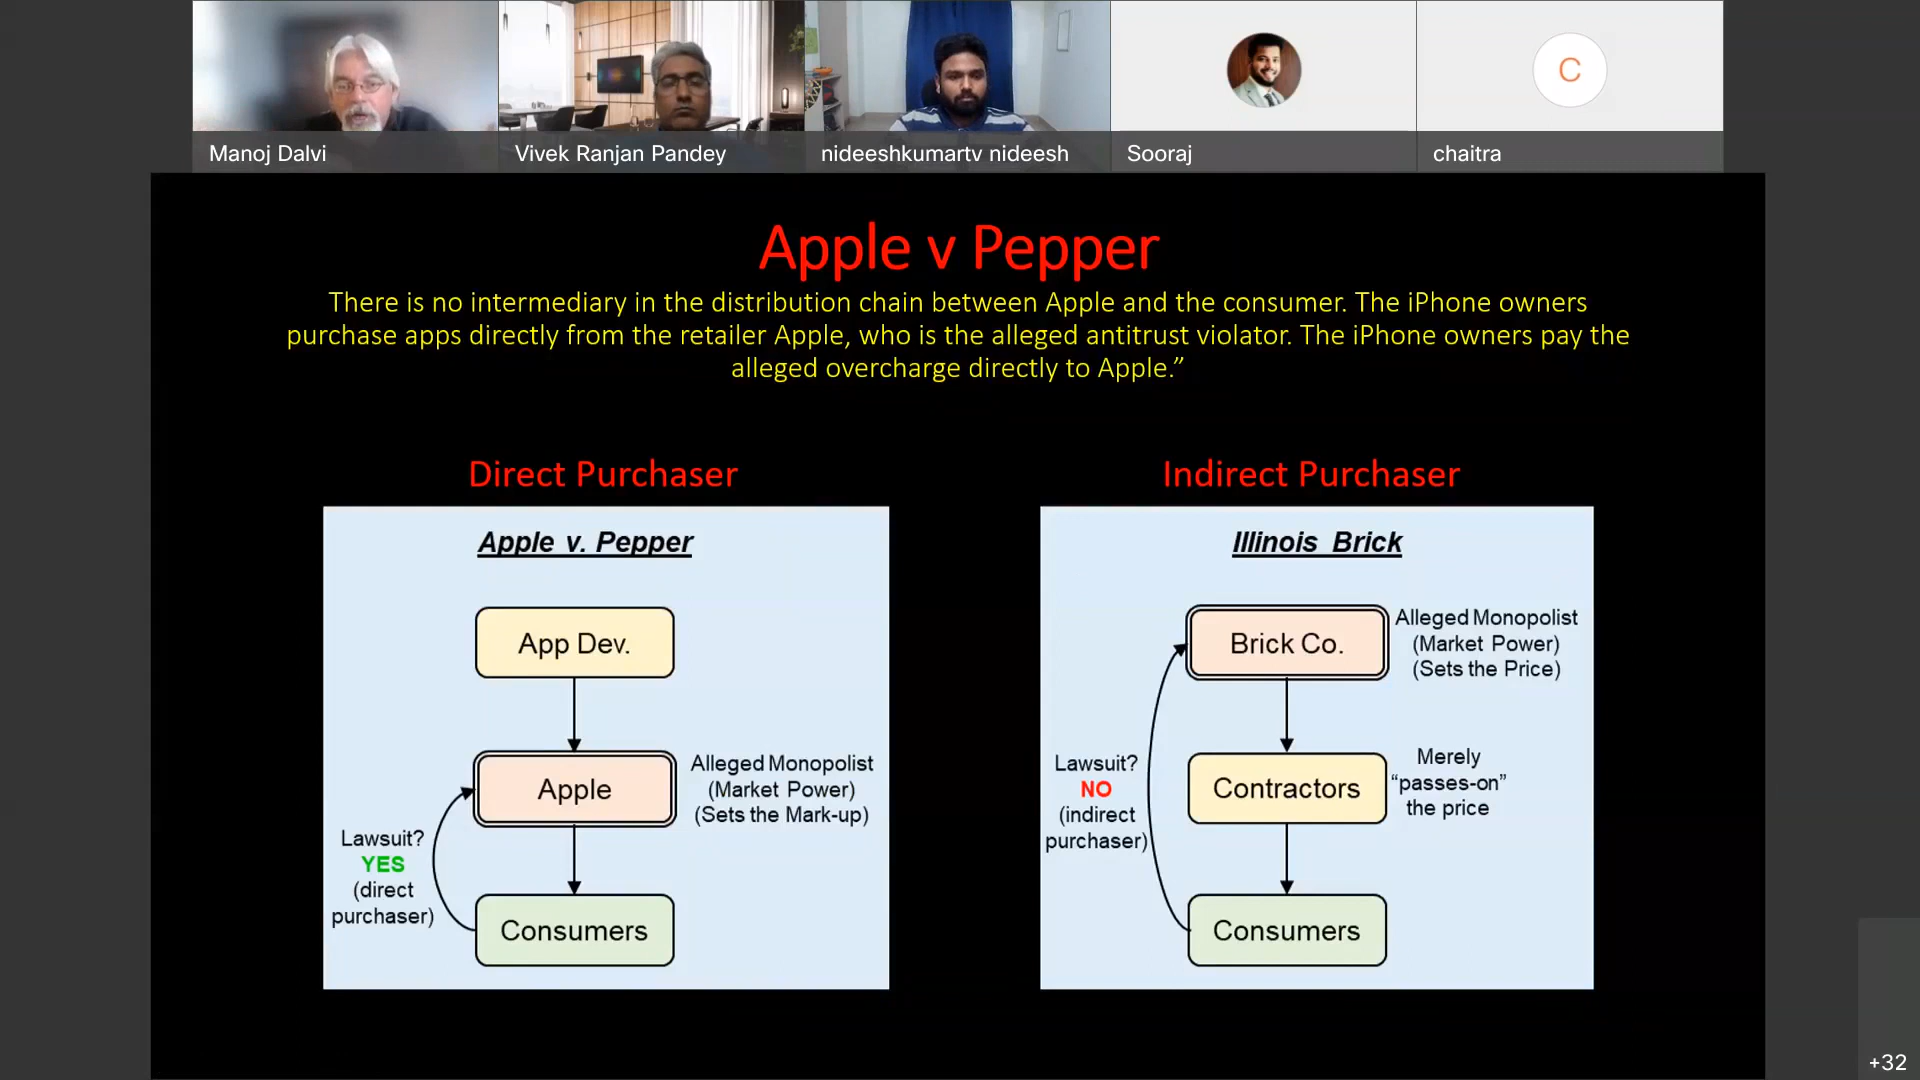 Manoj Dalvi
Vivek Ranjan Pandey
nideeshkumartv nideesh
Sooraj
C
chaitra
Apple v Pepper
There is no intermediary in the distribution chain between Apple and the consumer. The iPhone owners
purchase apps directly from the retailer Apple, who is the alleged antitrust violator. The iPhone owners pay the
alleged overcharge directly to Apple.”
Direct Purchaser
Apple v. Pepper
App Dev.
Apple
Alleged Monopolist
(Market Power)
(Sets the Mark-up)
Lawsuit?
YES
(direct
purchaser)
Consumers
Indirect Purchaser
Illinois Brick
Brick Co.
Alleged Monopolist
(Market Power)
(Sets the Price)
Lawsuit?
NO
(indirect
purchaser)
Contractors
Merely
“passes-on”
the price
Consumers
+32